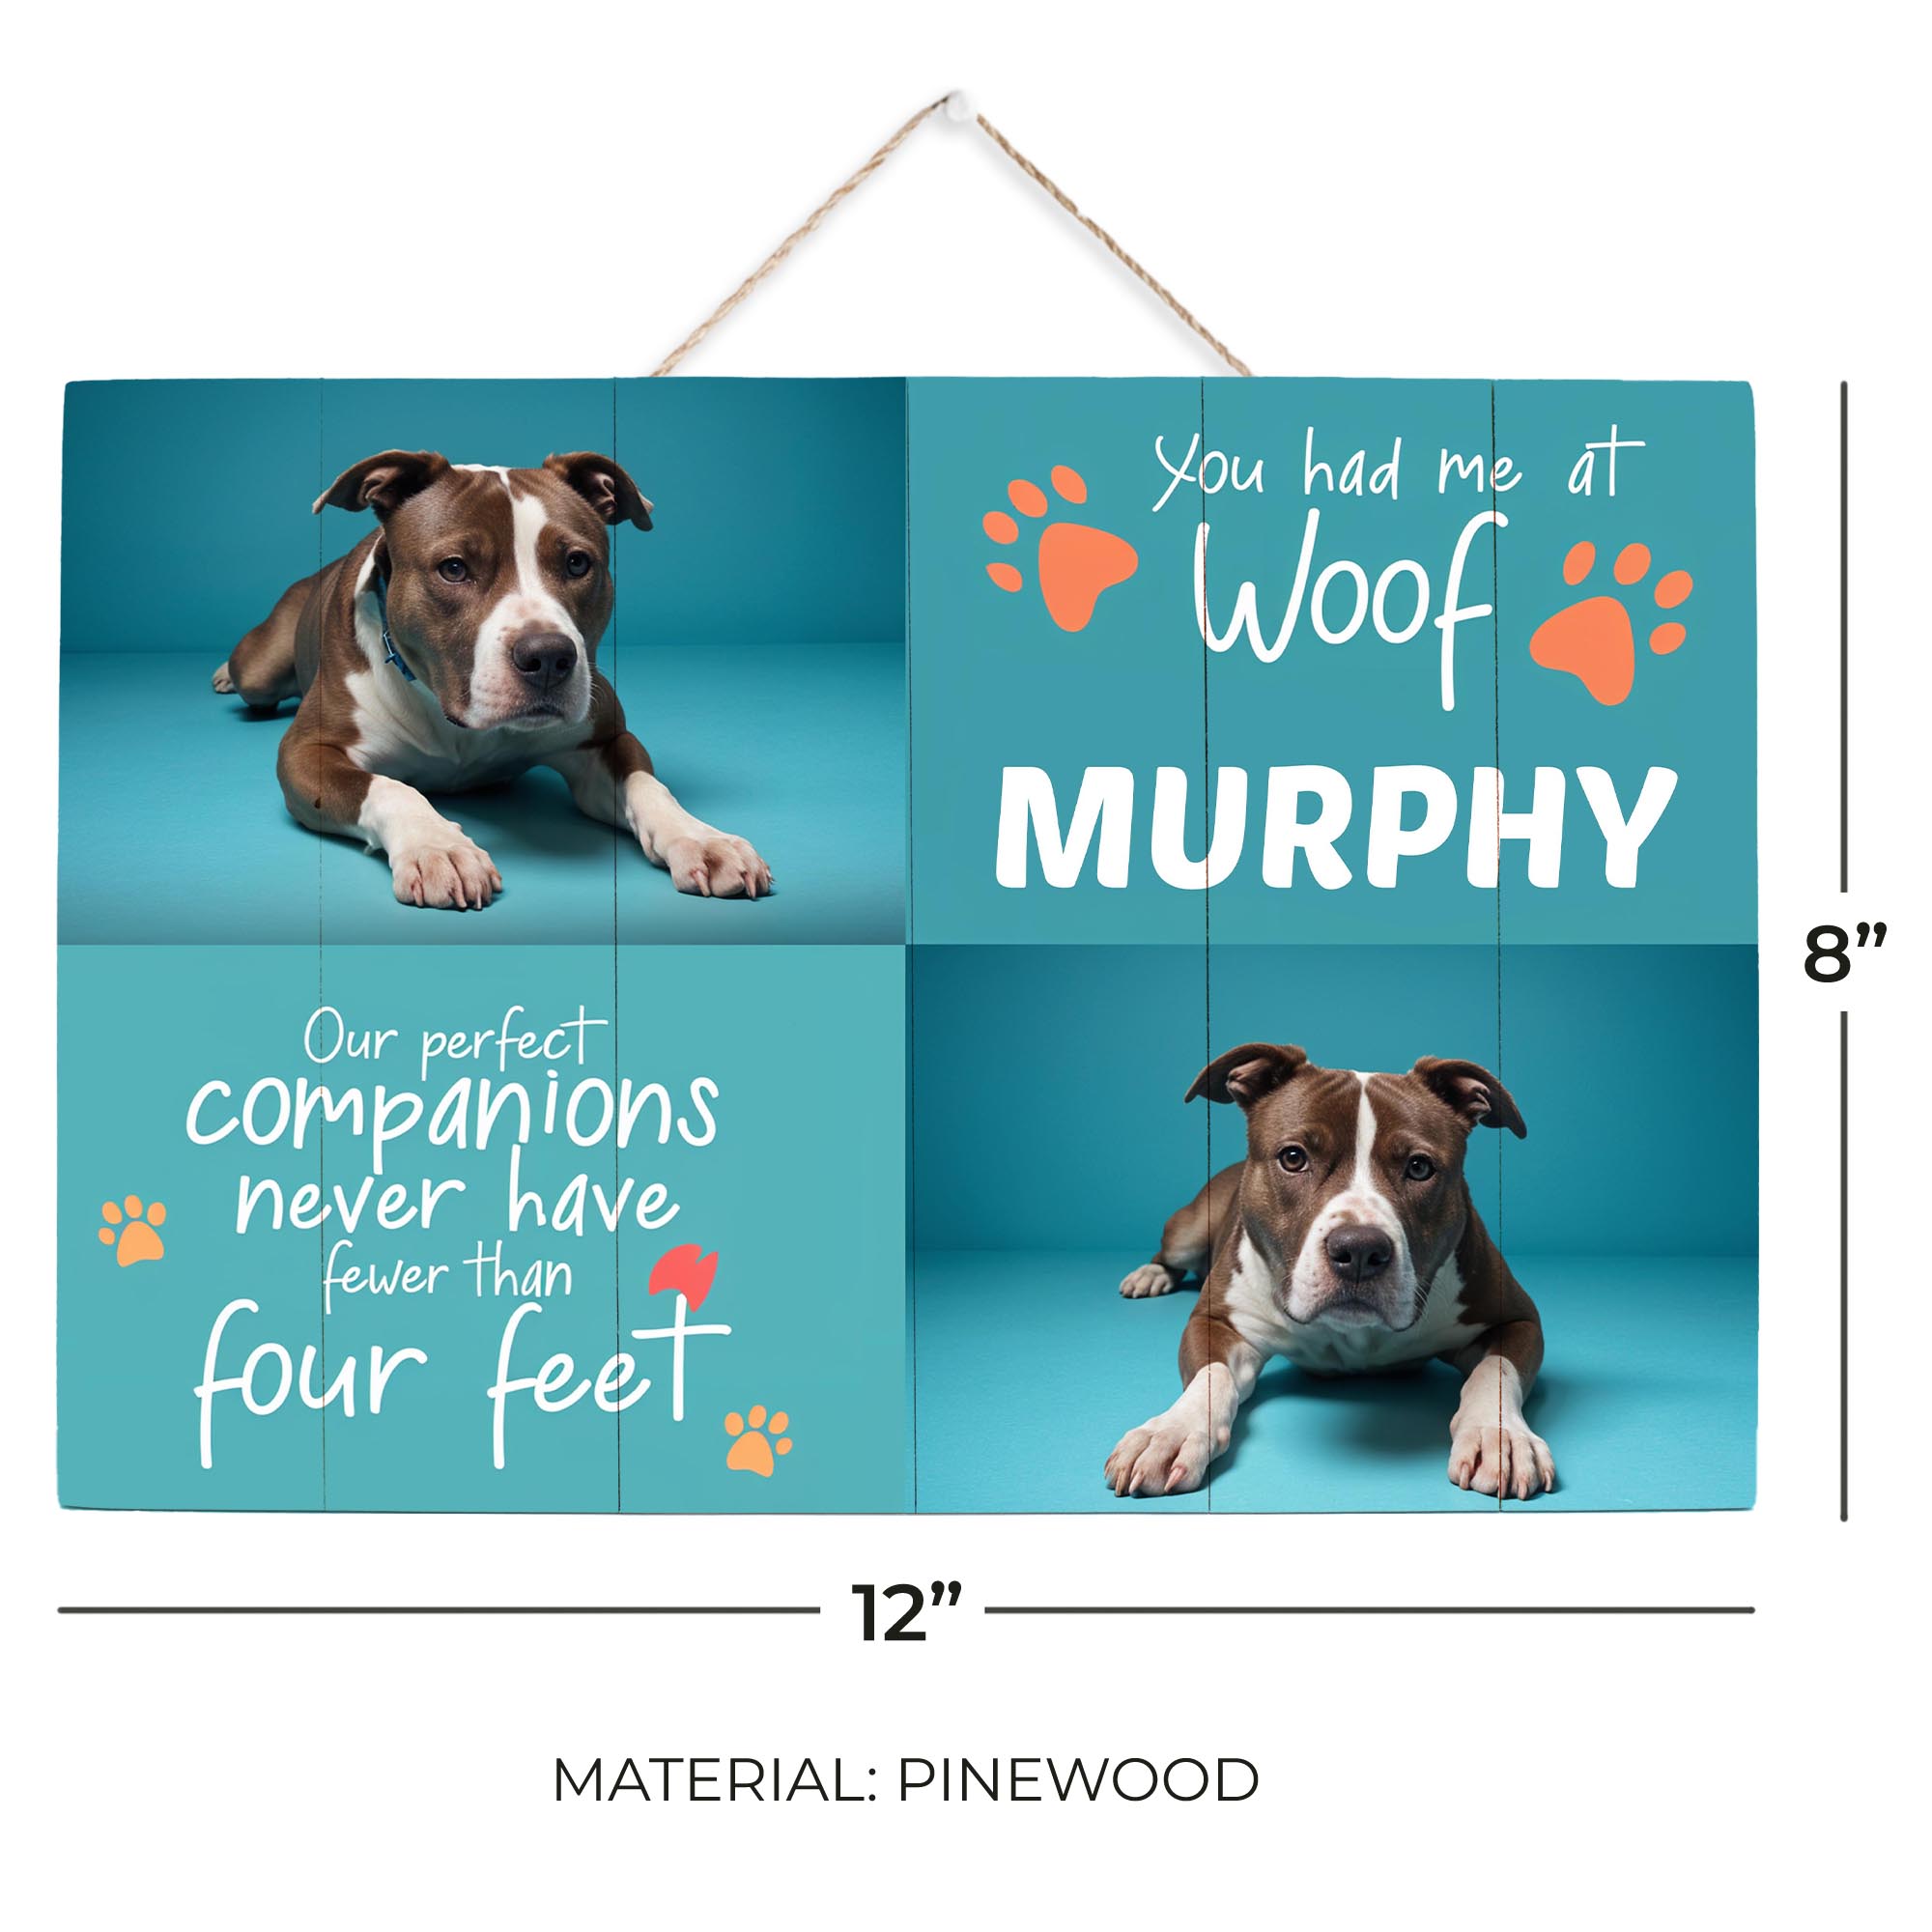 You had me at
Woof
MURPHY
Our perfect
companions
never have
fewer than
four feet
8”
12”
MATERIAL: PINEWOOD